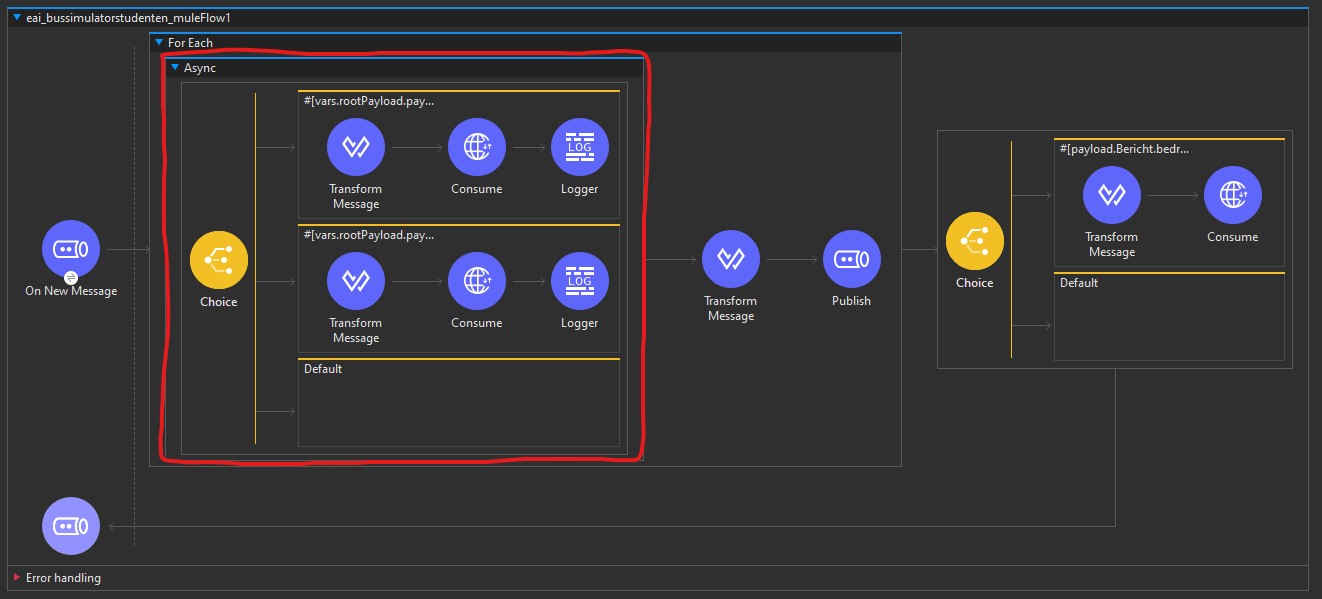 eai_bussimulatorstudenten_muleFlow1
For Each
Async
#[vars.rootPayload.pay...
LOG
Transform
Message
Consume
Logger
#[vars.rootPayload.pay...
LOG
Transform
Message
Consume
Logger
Choice
Default
On New Message
Transform
Message
Publish
Choice
#[payload.Bericht.bedr...
Transform
Message
Consume
Default
Error handling